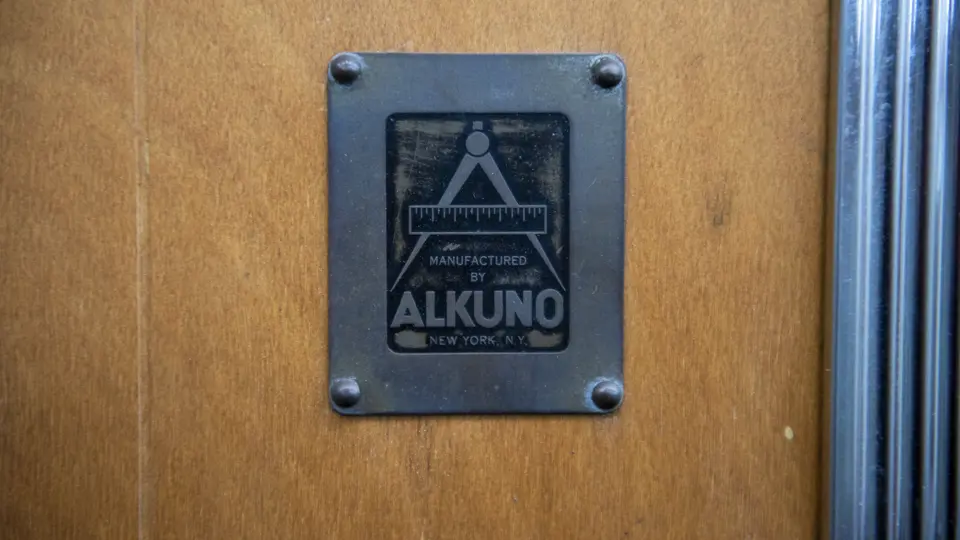 MANUFACTURED
BY
ALKUNO
NEW YORK, N.Y.